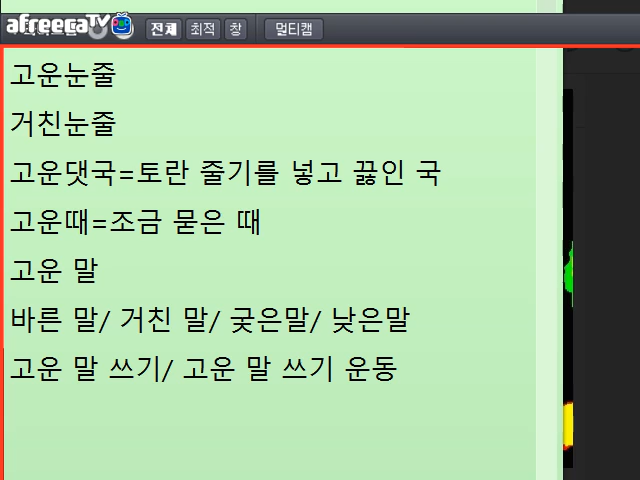 afreecaTV
전체 최적 창 멀티캠
고운눈줄
거친눈줄
고운댓국=토란 줄기를 넣고 끓인 국
고운때=조금 묻은 때
고운 말
바른 말/ 거친 말/ 궂은말/ 낮은말
고운 말 쓰기/ 고운 말 쓰기 운동